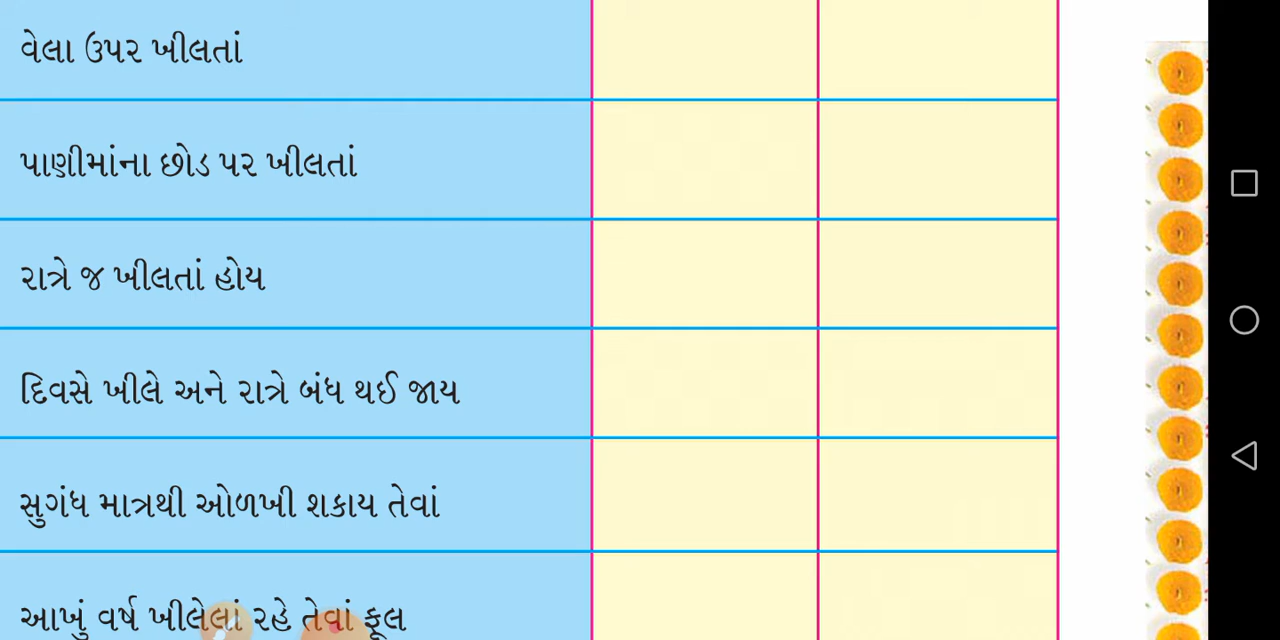 વેલા ઉપર ખીલતાં
પાણીમાંના છોડ પર ખીલતાં
રાત્રે જ ખીલતાં હોય
દિવસે ખીલે અને રાત્રે બંધ થઈ જાય
સુગંધ માત્રથી ઓળખી શકાય તેવાં
આખું વર્ષ ખીલેલાં રહે તેવાં ફૂલ